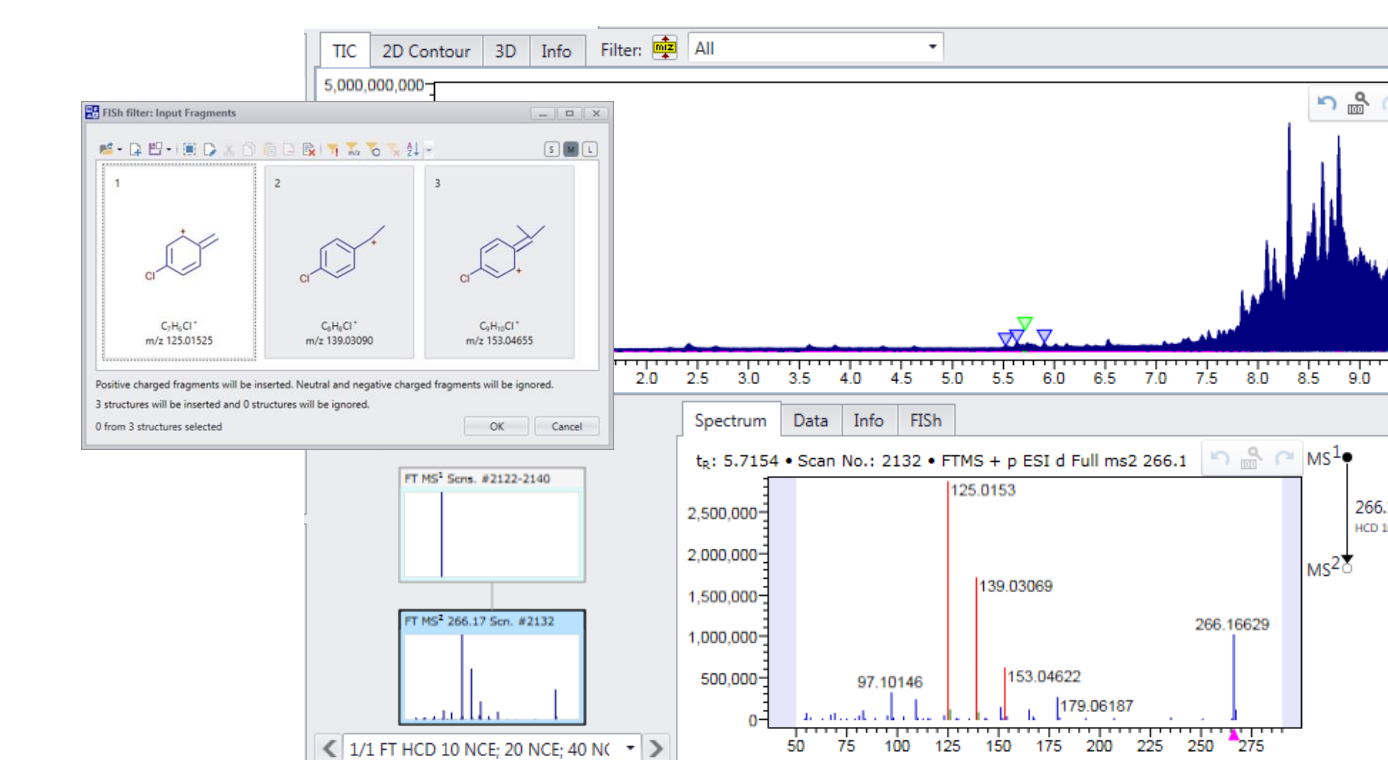 TIC 2D Contour 3D Info Filter: m/z All
5,000,000,000
FISh filter: Input Fragments
S M L
1 2 3
Cl Cl Cl
C₇H₆Cl⁺ C₈H₈Cl⁺ C₉H₁₀Cl⁺
m/z 125.01525 m/z 139.03090 m/z 153.04655
Positive charged fragments will be inserted. Neutral and negative charged fragments will be ignored.
3 structures will be inserted and 0 structures will be ignored.
0 from 3 structures selected OK Cancel
2.0 2.5 3.0 3.5 4.0 4.5 5.0 5.5 6.0 6.5 7.0 7.5 8.0 8.5 9.0
Spectrum Data Info FISh
tR: 5.7154 • Scan No.: 2132 • FTMS + p ESI d Full ms2 266.1
FT MS¹ Scns. #2122-2140
FT MS² 266.17 Scn. #2132
1/1 FT HCD 10 NCE; 20 NCE; 40 NC
2,500,000
2,000,000
1,500,000
1,000,000
500,000
0
125.0153
139.03069
266.16629
153.04622
97.10146
179.06187
50 75 100 125 150 175 200 225 250 275
MS¹
266.
HCD 10
MS²